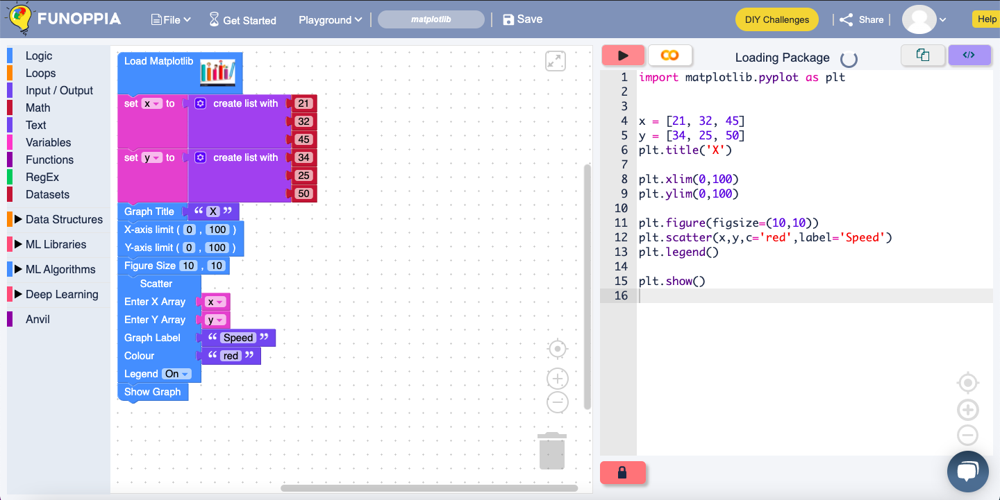 FUNOPPIA File Get Started Playground matplotlib Save DIY Challenges Share Help
Logic
Loops
Input / Output
Math
Text
Variables
Functions
RegEx
Datasets
Data Structures
ML Libraries
ML Algorithms
Deep Learning
Anvil
Load Matplotlib
set x to create list with 21
32
45
set y to create list with 34
25
50
Graph Title “ X ”
X-axis limit ( 0 , 100 )
Y-axis limit ( 0 , 100 )
Figure Size 10 , 10
Scatter
Enter X Array x
Enter Y Array y
Graph Label “ Speed ”
Colour “ red ”
Legend On
Show Graph
Loading Package </>
1 import matplotlib.pyplot as plt
2
3
4 x = [21, 32, 45]
5 y = [34, 25, 50]
6 plt.title('X')
7
8 plt.xlim(0,100)
9 plt.ylim(0,100)
10
11 plt.figure(figsize=(10,10))
12 plt.scatter(x,y,c='red',label='Speed')
13 plt.legend()
14
15 plt.show()
16